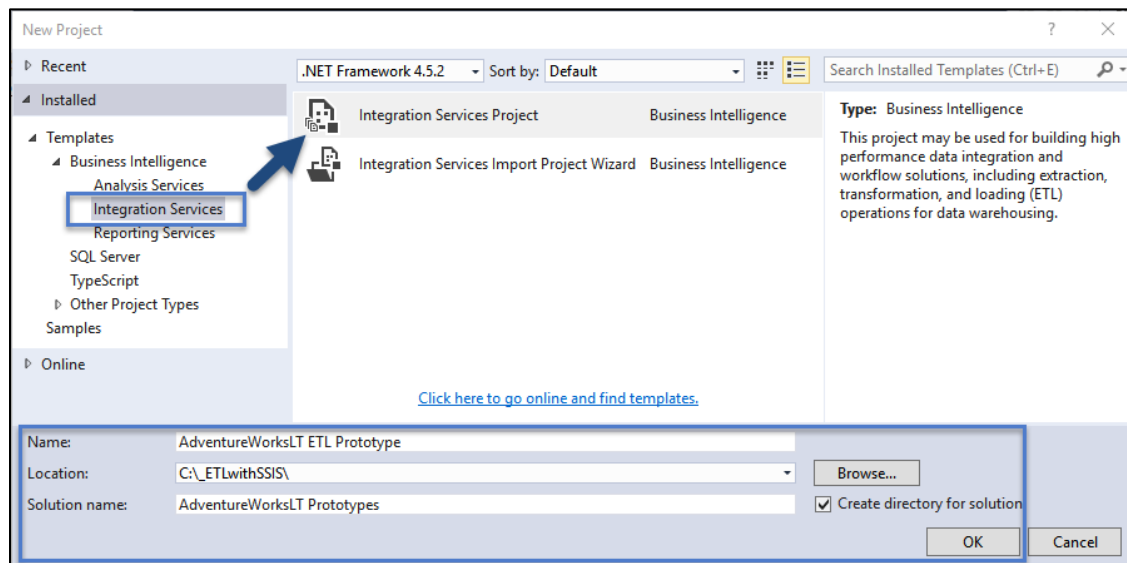 New Project
?
Recent
.NET Framework 4.5.2
Sort by: Default
Search Installed Templates (Ctrl+E)
Installed
Templates
Business Intelligence
Analysis Services
Integration Services
Reporting Services
SQL Server
TypeScript
Other Project Types
Samples
Online
Integration Services Project Business Intelligence
Integration Services Import Project Wizard Business Intelligence
Click here to go online and find templates.
Type: Business Intelligence
This project may be used for building high
performance data integration and
workflow solutions, including extraction,
transformation, and loading (ETL)
operations for data warehousing.
Name: AdventureWorksLT ETL Prototype
Location: C:\_ETLwithSSIS\ Browse...
Solution name: AdventureWorksLT Prototypes Create directory for solution
OK Cancel